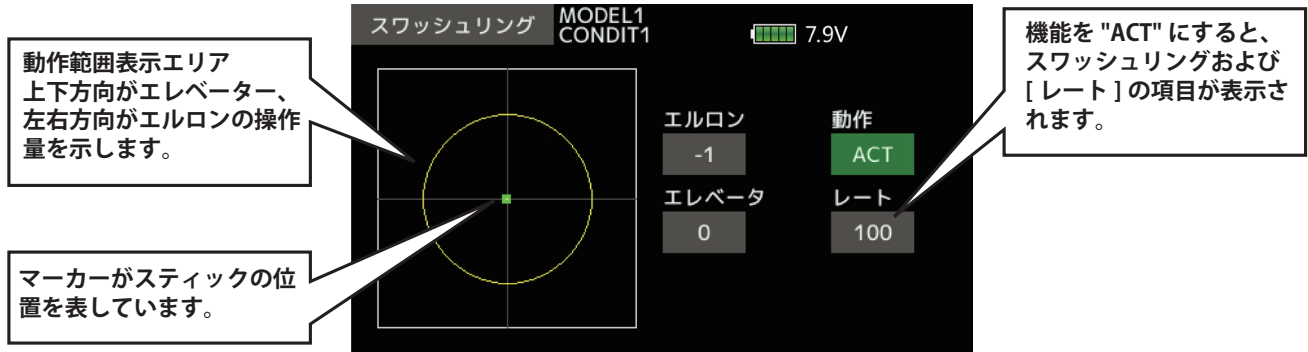 動作範囲表示エリア
上下方向がエレベーター、
左右方向がエルロンの操作
量を示します。
マーカーがスティックの位
置を表しています。
スワッシュリング
MODEL1
CONDIT1
7.9V
エルロン
動作
-1
ACT
エレベータ
レート
0
100
機能を "ACT" にすると、
スワッシュリングおよび
[ レート ] の項目が表示さ
れます。